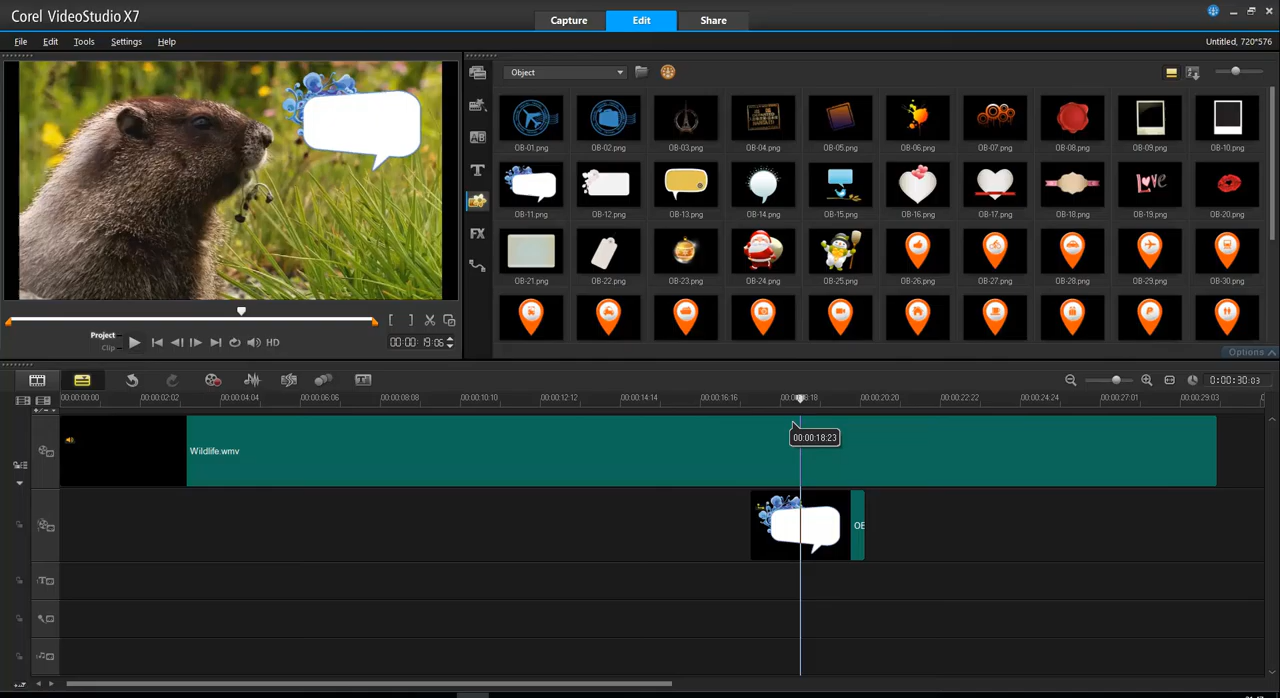 Corel VideoStudio X7
Capture
Edit
Share
File
Edit
Tools
Settings
Help
Untitled, 720*576
Object
OB-01.png
OB-02.png
OB-03.png
OB-04.png
OB-05.png
OB-06.png
OB-07.png
OB-08.png
OB-09.png
OB-10.png
OB-11.png
OB-12.png
OB-13.png
OB-14.png
OB-15.png
OB-16.png
OB-17.png
OB-18.png
LOVE
OB-19.png
OB-20.png
OB-21.png
OB-22.png
OB-23.png
OB-24.png
OB-25.png
OB-26.png
OB-27.png
OB-28.png
OB-29.png
OB-30.png
AB
T
FX
Project
Clip
HD
00:00: 19:06
Options
0:00:30:03
00:00:00:00
00:00:02:02
00:00:04:04
00:00:06:06
00:00:08:08
00:00:10:10
00:00:12:12
00:00:14:14
00:00:16:16
00:00:18:18
00:00:20:20
00:00:22:22
00:00:24:24
00:00:27:01
00:00:29:03
00:00:18:23
Wildlife.wmv
OB